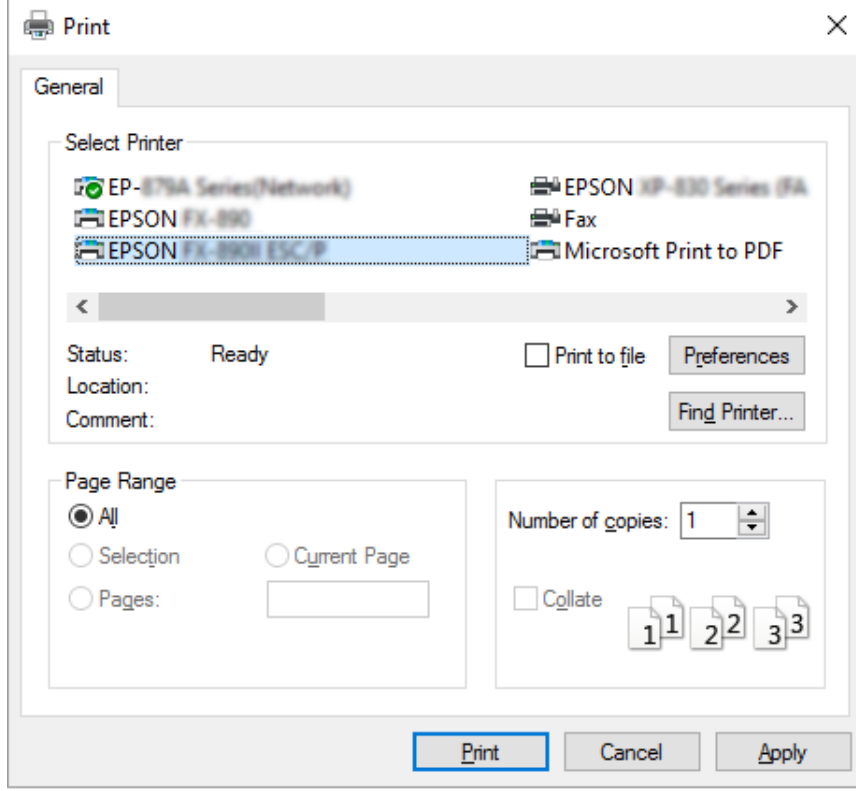 Print
General
Select Printer
EP-
EPSON
EPSON
EPSON
Fax
Microsoft Print to PDF
Status: Ready
Location:
Comment:
Print to file
Preferences
Find Printer...
Page Range
All
Selection
Current Page
Pages:
Number of copies: 1
Collate
1 1 2 2 3 3
Print Cancel Apply